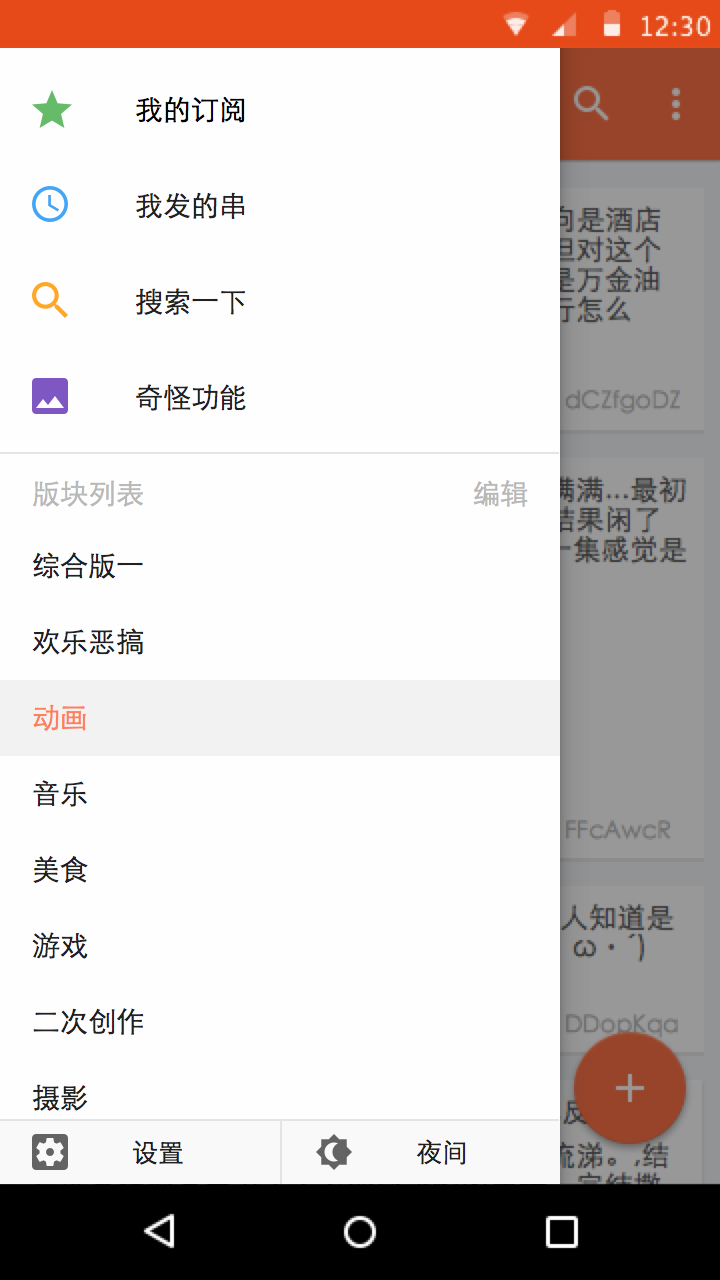 12:30
我的订阅
我发的串
搜索一下
奇怪功能
版块列表 编辑
综合版一
欢乐恶搞
动画
音乐
美食
游戏
二次创作
摄影
设置 夜间
向是酒店
但对这个
是万金油
行怎么
dCZfgoDZ
满满...最初
结果闲了
一集感觉是
FFcAwcR
人知道是
ω・´)
DDopKqa
反
流涕。,结